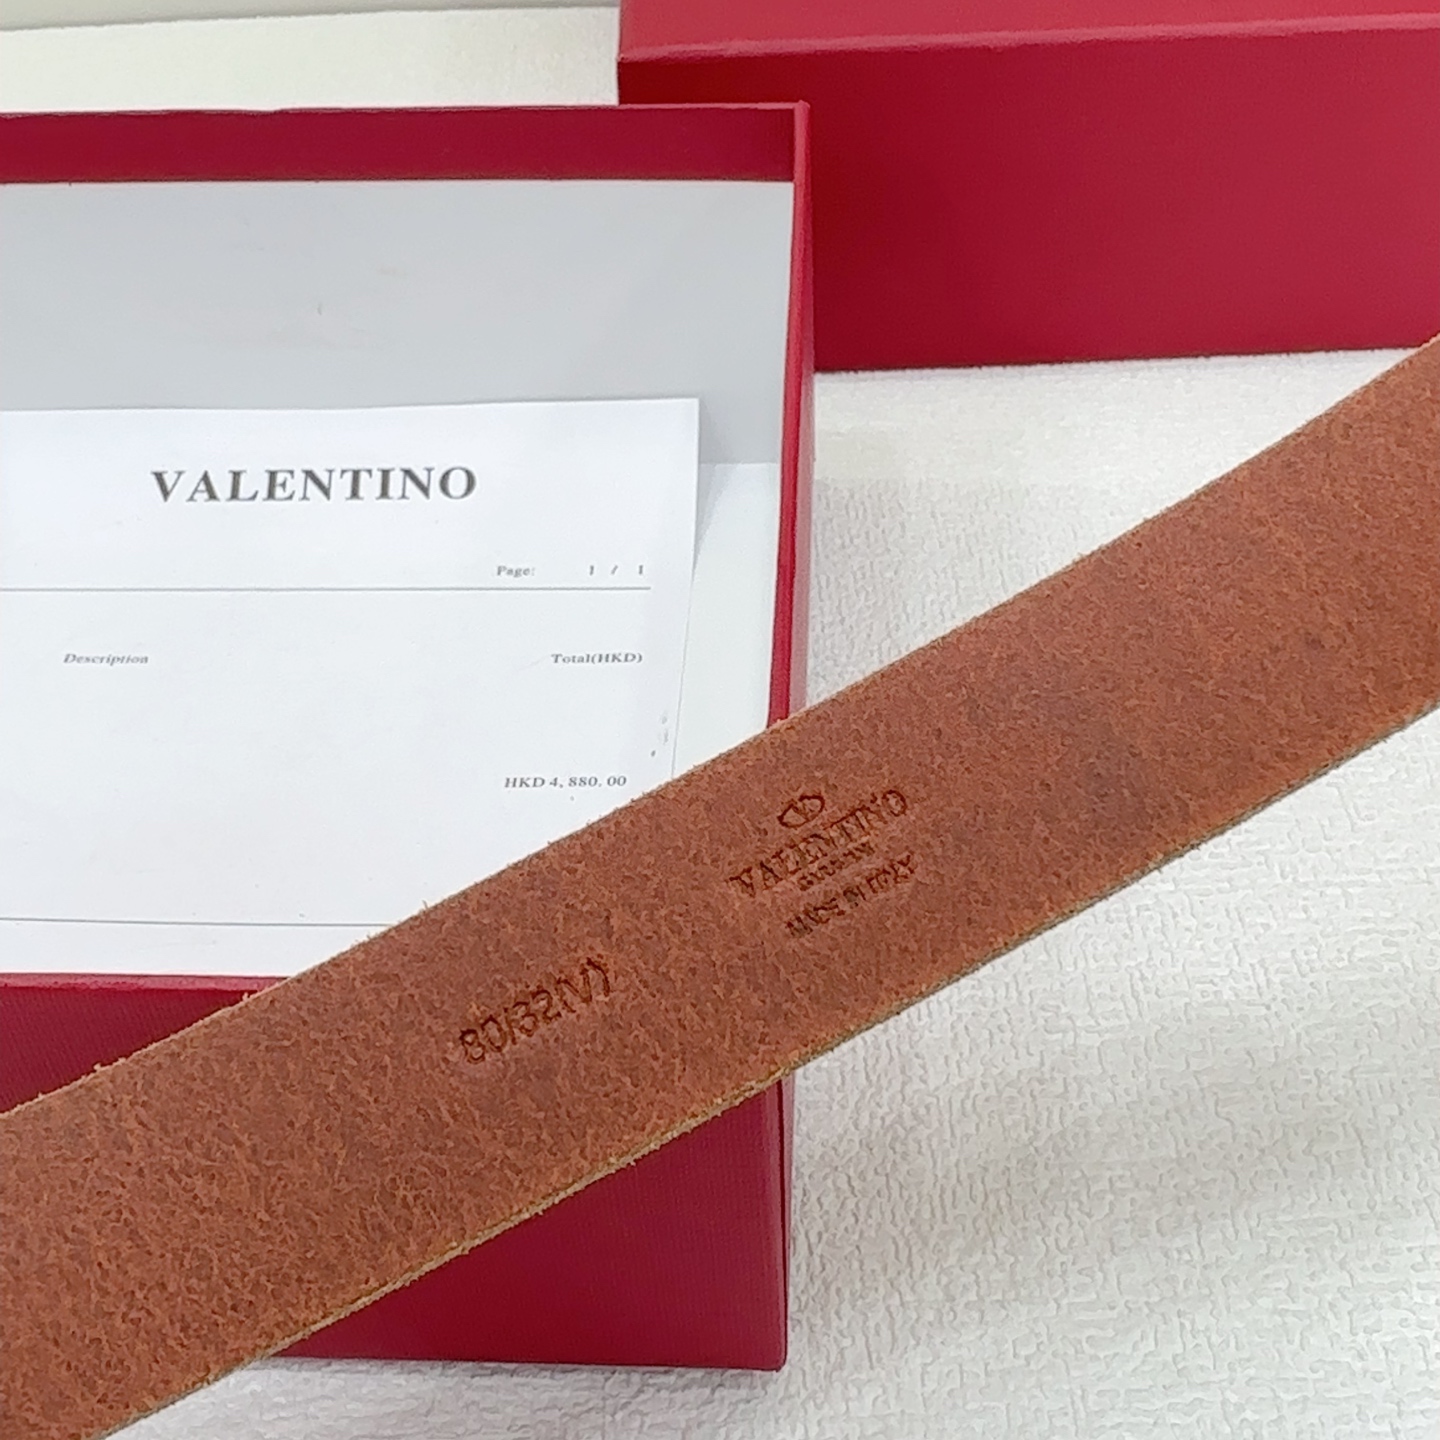 VALENTINO
Page: 1 / 1
Description Total(HKD)
HKD 4, 880. 00
VALENTINO
MADE IN ITALY
80/32(V)